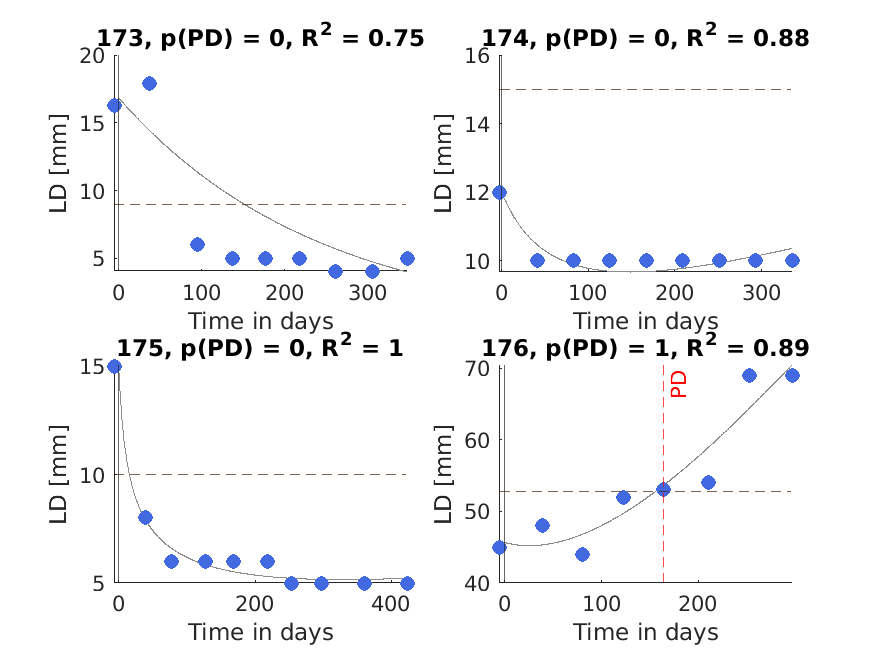 173, p(PD) = 0, R² = 0.75
20
15
10
5
LD [mm]
0 100 200 300
Time in days
174, p(PD) = 0, R² = 0.88
16
14
12
10
LD [mm]
0 100 200 300
Time in days
175, p(PD) = 0, R² = 1
15
10
5
LD [mm]
0 200 400
Time in days
176, p(PD) = 1, R² = 0.89
70
60
50
40
LD [mm]
PD
0 100 200
Time in days